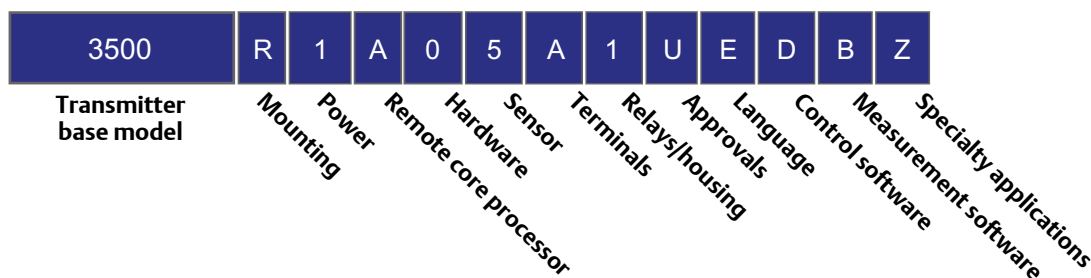 3500 R 1 A 0 5 A 1 U E D B Z
Transmitter
base model
Mounting
Power
Remote core processor
Hardware
Sensor
Terminals
Relays/housing
Approvals
Language
Control software
Measurement software
Specialty applications